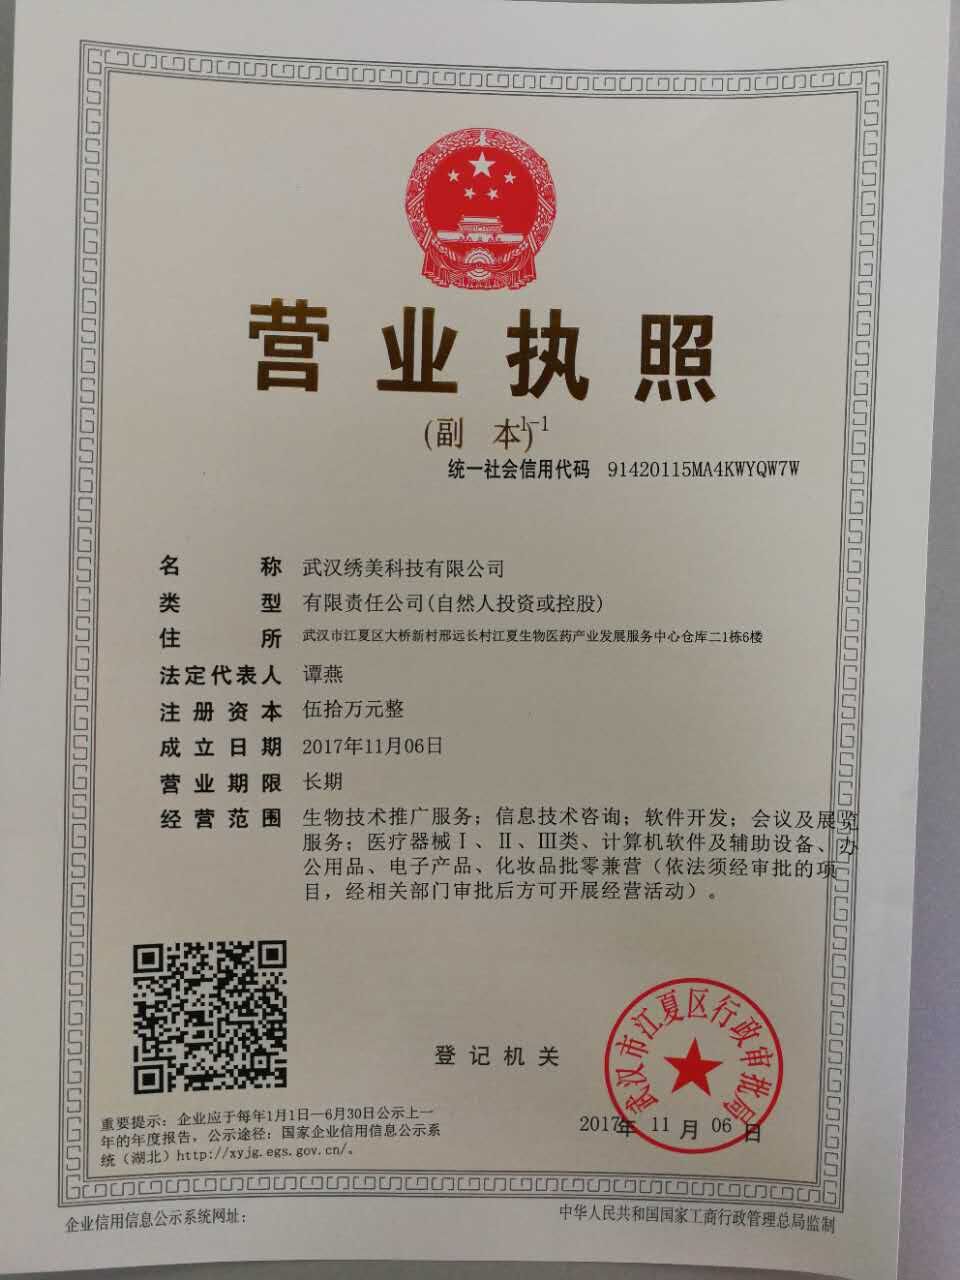 营业执照
(副 本)1-1
统一社会信用代码 91420115MA4KWYQW7W
名称 武汉绣美科技有限公司
类型 有限责任公司(自然人投资或控股)
住所 武汉市江夏区大桥新村邢远长村江夏生物医药产业发展服务中心仓库二1栋6楼
法定代表人 谭燕
注册资本 伍拾万元整
成立日期 2017年11月06日
营业期限 长期
经营范围 生物技术推广服务；信息技术咨询；软件开发；会议及展览
服务；医疗器械Ⅰ、Ⅱ、Ⅲ类、计算机软件及辅助设备、办
公用品、电子产品、化妆品批零兼营（依法须经审批的项
目，经相关部门审批后方可开展经营活动）。
登记机关
武汉市江夏区行政审批局
2017年 11 月 06 日
重要提示：企业应于每年1月1日—6月30日公示上一
年的年度报告，公示途径：国家企业信用信息公示系
统（湖北）http://xyjg.egs.gov.cn/。
企业信用信息公示系统网址：
中华人民共和国国家工商行政管理总局监制